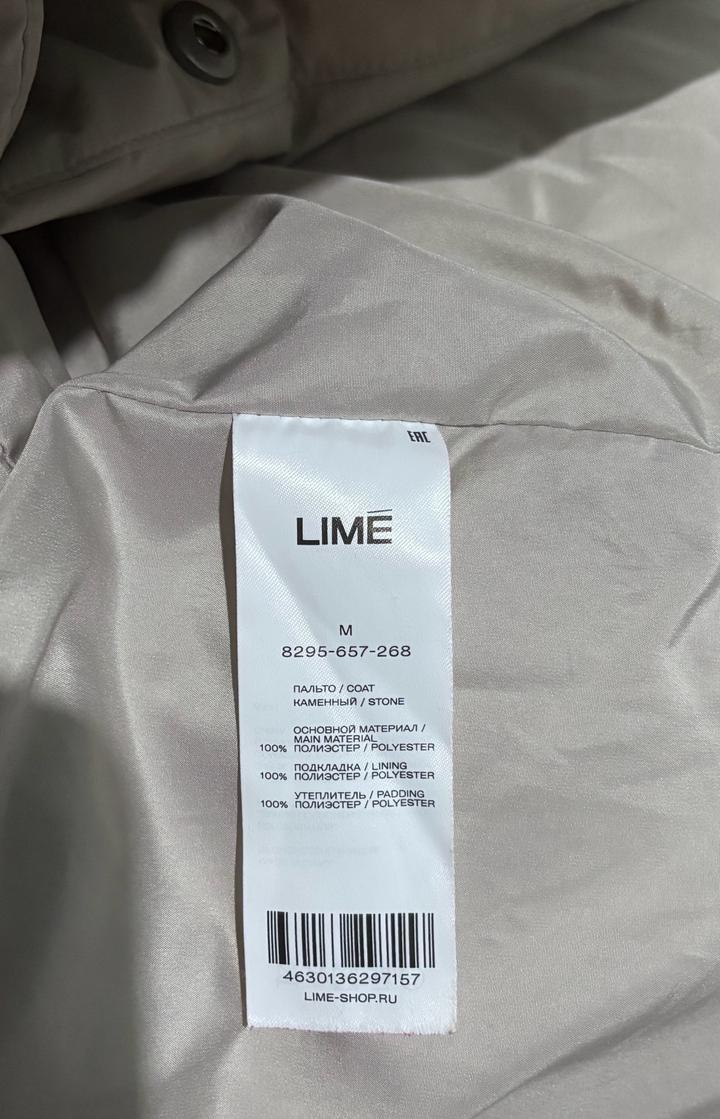 EAC
LIMÉ
M
8295-657-268
ПАЛЬТО / COAT
КАМЕННЫЙ / STONE
ОСНОВНОЙ МАТЕРИАЛ /
MAIN MATERIAL
100% ПОЛИЭСТЕР / POLYESTER
ПОДКЛАДКА / LINING
100% ПОЛИЭСТЕР / POLYESTER
УТЕПЛИТЕЛЬ / PADDING
100% ПОЛИЭСТЕР / POLYESTER
4630136297157
LIME-SHOP.RU